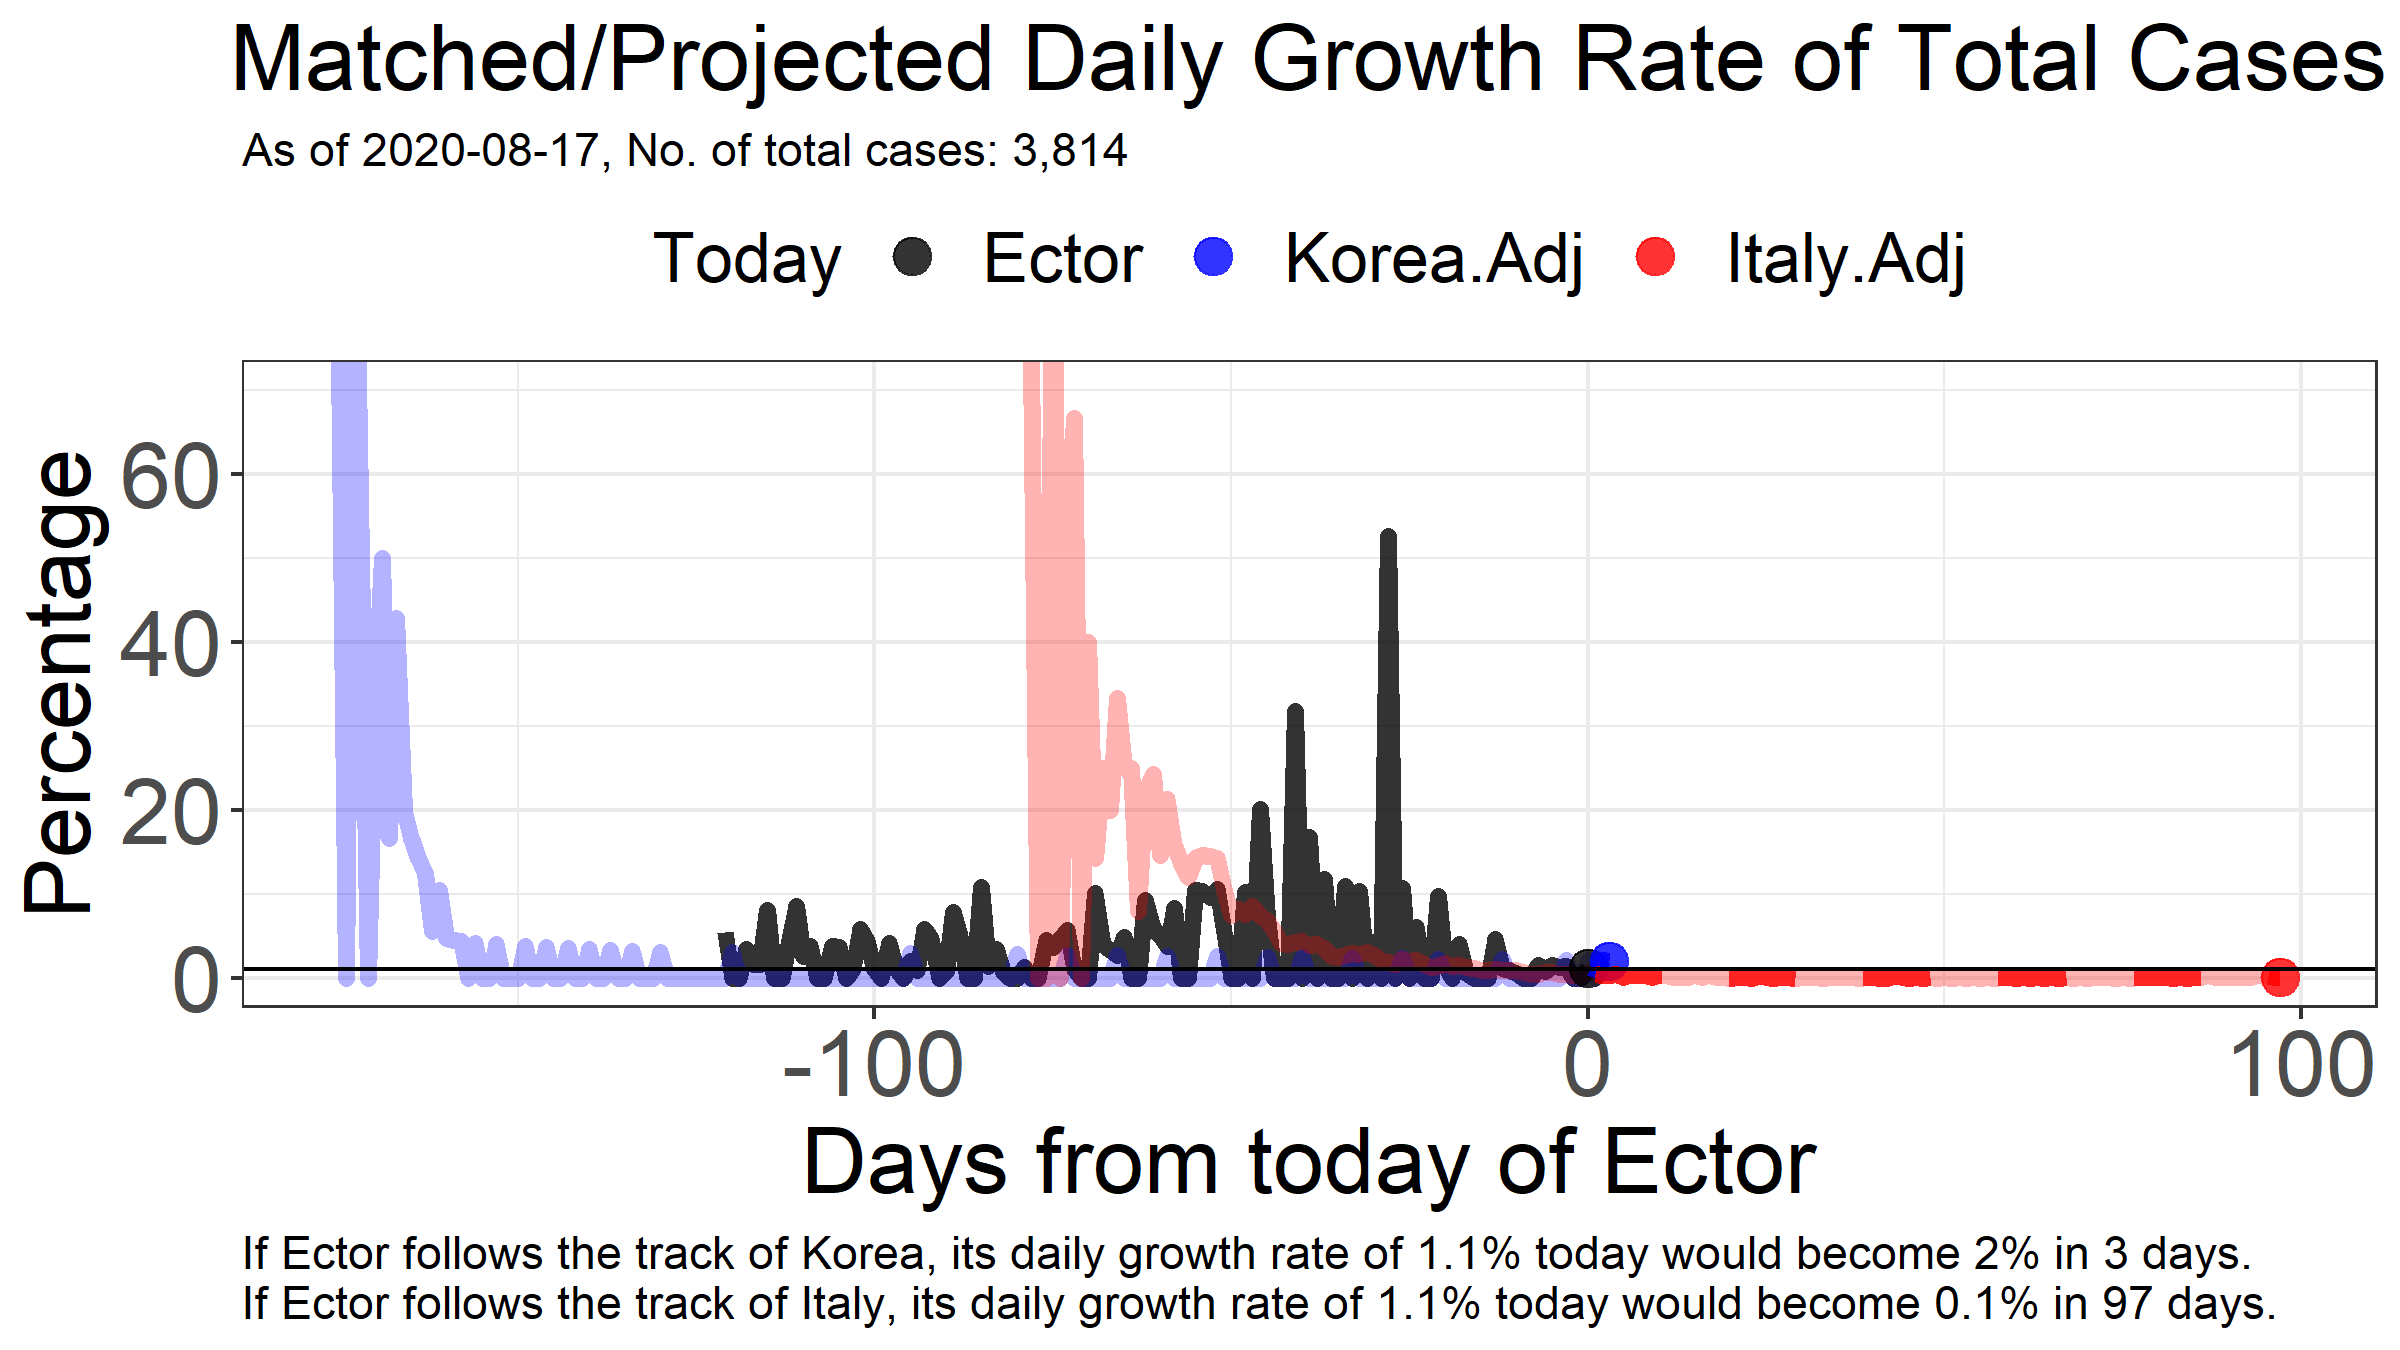 Matched/Projected Daily Growth Rate of Total Cases
As of 2020-08-17, No. of total cases: 3,814
Today Ector Korea.Adj Italy.Adj
Percentage
60
40
20
0
-100 0 100
Days from today of Ector
If Ector follows the track of Korea, its daily growth rate of 1.1% today would become 2% in 3 days.
If Ector follows the track of Italy, its daily growth rate of 1.1% today would become 0.1% in 97 days.